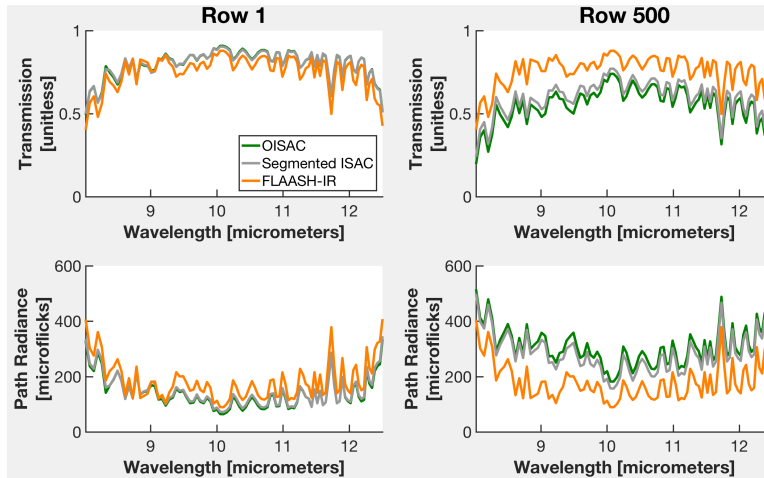 Row 1
Row 500
Transmission
[unitless]
1
0.5
0
OISAC
Segmented ISAC
FLAASH-IR
9 10 11 12
Wavelength [micrometers]
Transmission
[unitless]
1
0.5
0
9 10 11 12
Wavelength [micrometers]
Path Radiance
[microflicks]
600
400
200
0
9 10 11 12
Wavelength [micrometers]
Path Radiance
[microflicks]
600
400
200
0
9 10 11 12
Wavelength [micrometers]